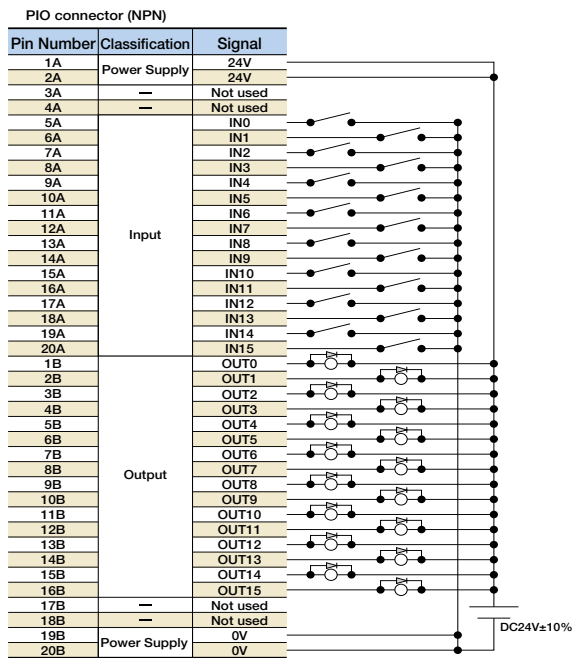 PIO connector (NPN)
Pin Number Classification Signal
1A Power Supply 24V
2A 24V
3A — Not used
4A — Not used
5A Input IN0
6A IN1
7A IN2
8A IN3
9A IN4
10A IN5
11A IN6
12A IN7
13A IN8
14A IN9
15A IN10
16A IN11
17A IN12
18A IN13
19A IN14
20A IN15
1B Output OUT0
2B OUT1
3B OUT2
4B OUT3
5B OUT4
6B OUT5
7B OUT6
8B OUT7
9B OUT8
10B OUT9
11B OUT10
12B OUT11
13B OUT12
14B OUT13
15B OUT14
16B OUT15
17B — Not used
18B — Not used
DC24V±10%
19B Power Supply 0V
20B 0V